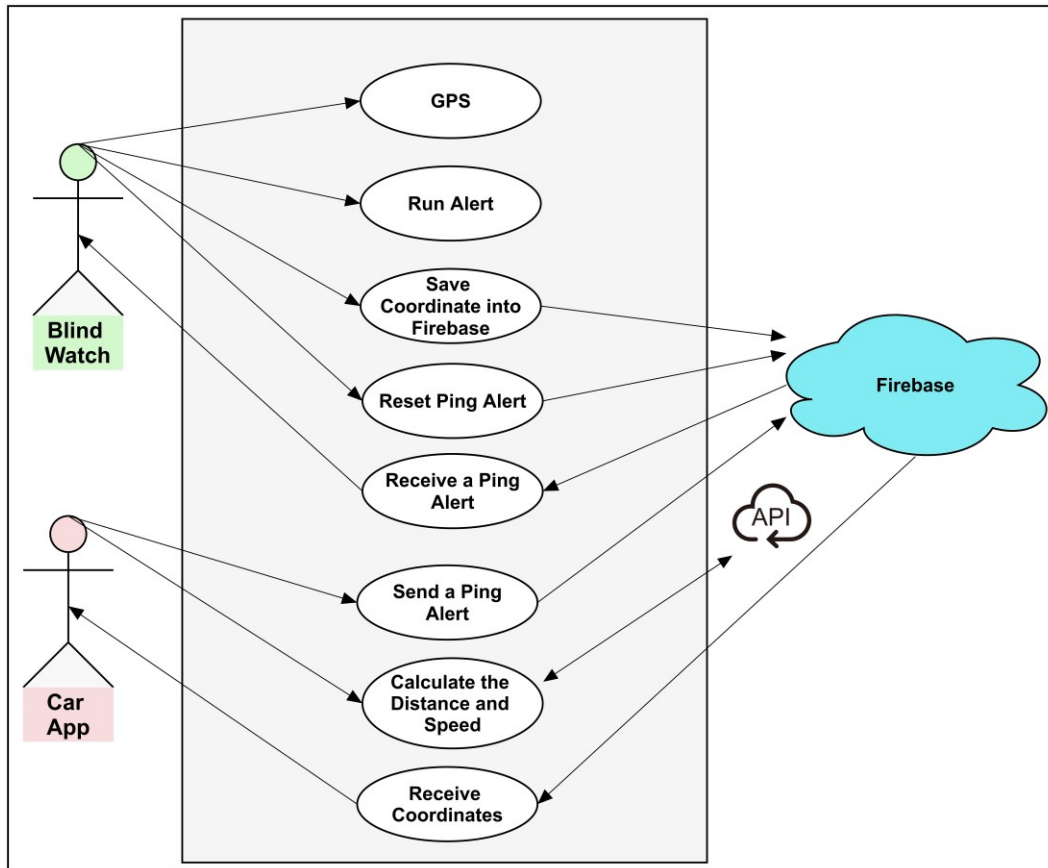 GPS
Run Alert
Save
Coordinate into
Firebase
Blind
Watch
Reset Ping Alert
Firebase
Receive a Ping
Alert
API
Send a Ping
Alert
Car
App
Calculate the
Distance and
Speed
Receive
Coordinates